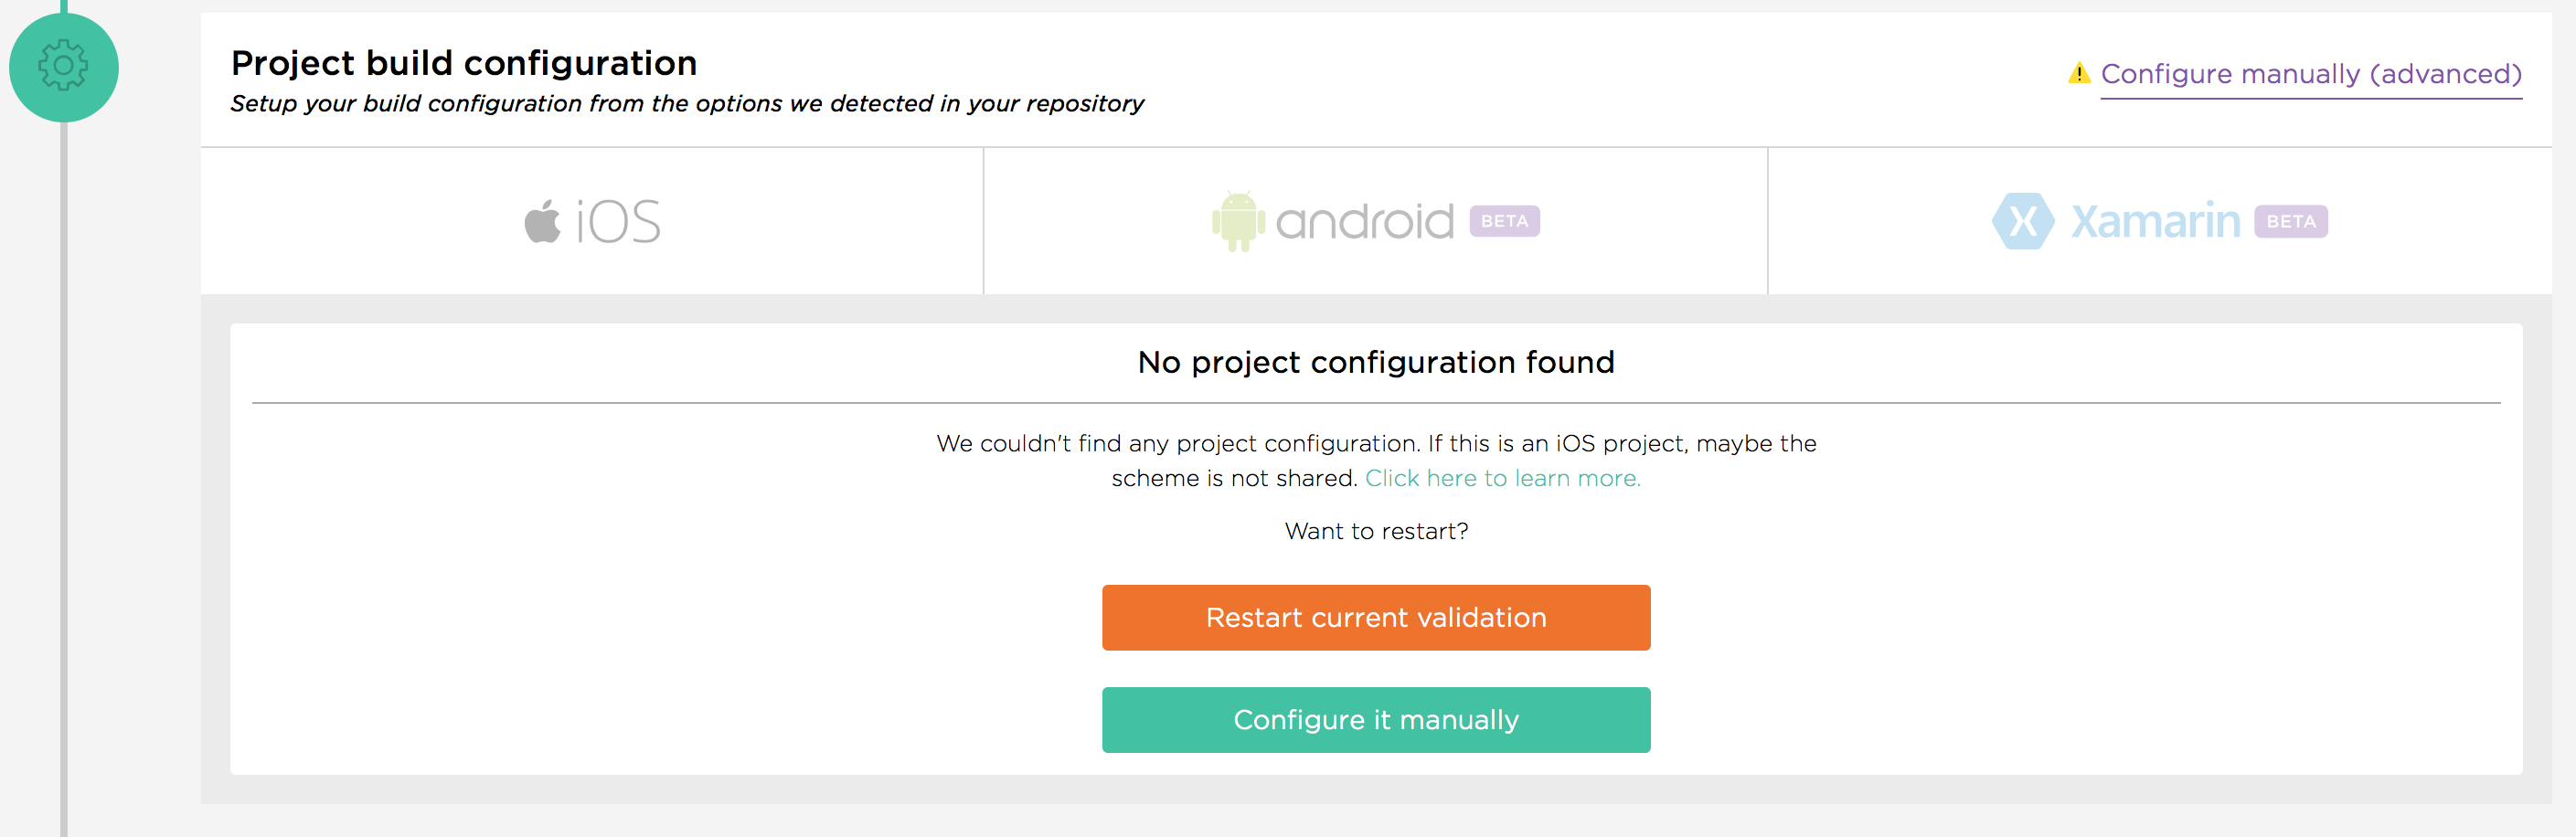 Project build configuration
Setup your build configuration from the options we detected in your repository
Configure manually (advanced)
iOS
android BETA
Xamarin BETA
No project configuration found
We couldn't find any project configuration. If this is an iOS project, maybe the
scheme is not shared. Click here to learn more.
Want to restart?
Restart current validation
Configure it manually